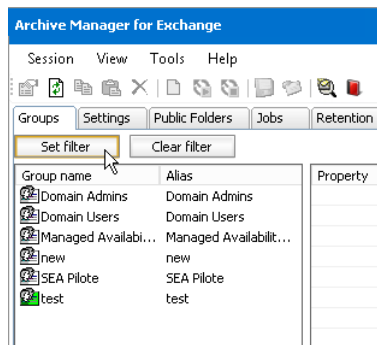 Archive Manager for Exchange
Session View Tools Help
Groups Settings Public Folders Jobs Retention
Set filter Clear filter
Group name Alias Property
Domain Admins Domain Admins
Domain Users Domain Users
Managed Availabi... Managed Availabilit...
new new
SEA Pilote SEA Pilote
test test